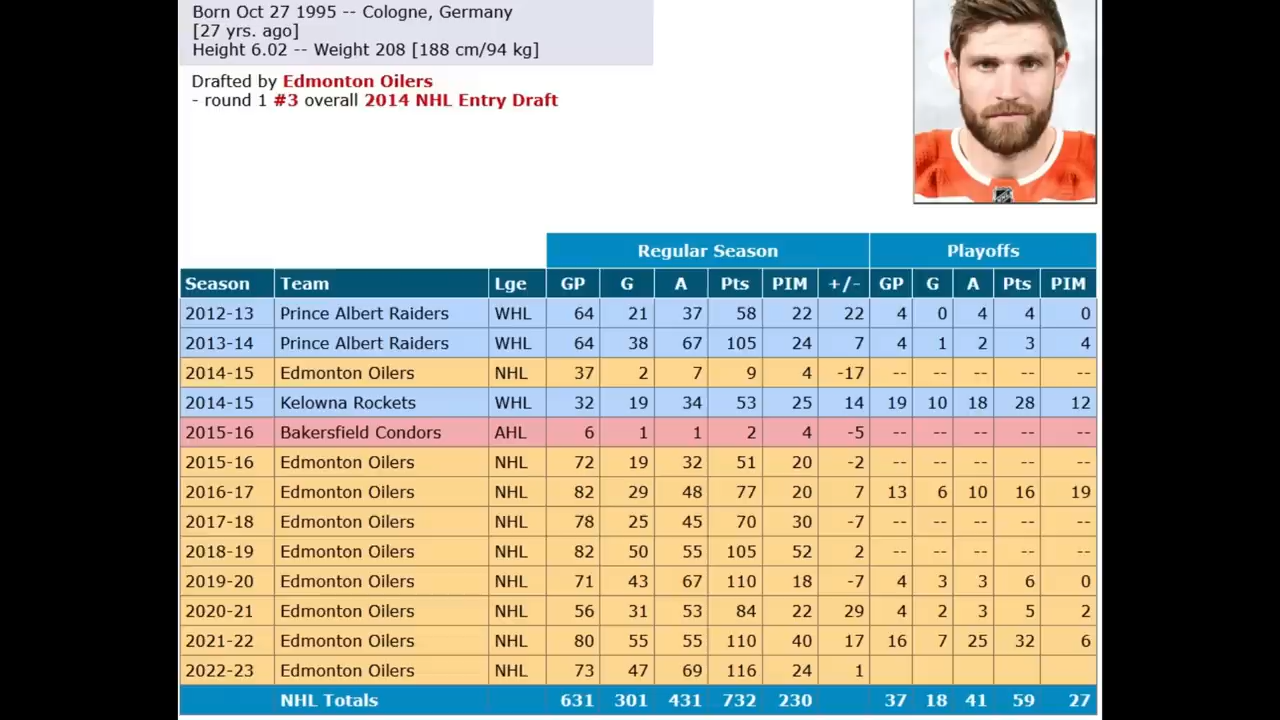 Born Oct 27 1995 -- Cologne, Germany
[27 yrs. ago]
Height 6.02 -- Weight 208 [188 cm/94 kg]
Drafted by Edmonton Oilers
- round 1 #3 overall 2014 NHL Entry Draft
Regular Season Playoffs
Season Team Lge GP G A Pts PIM +/- GP G A Pts PIM
2012-13 Prince Albert Raiders WHL 64 21 37 58 22 22 4 0 4 4 0
2013-14 Prince Albert Raiders WHL 64 38 67 105 24 7 4 1 2 3 4
2014-15 Edmonton Oilers NHL 37 2 7 9 4 -17 -- -- -- -- --
2014-15 Kelowna Rockets WHL 32 19 34 53 25 14 19 10 18 28 12
2015-16 Bakersfield Condors AHL 6 1 1 2 4 -5 -- -- -- -- --
2015-16 Edmonton Oilers NHL 72 19 32 51 20 -2 -- -- -- -- --
2016-17 Edmonton Oilers NHL 82 29 48 77 20 7 13 6 10 16 19
2017-18 Edmonton Oilers NHL 78 25 45 70 30 -7 -- -- -- -- --
2018-19 Edmonton Oilers NHL 82 50 55 105 52 2 -- -- -- -- --
2019-20 Edmonton Oilers NHL 71 43 67 110 18 -7 4 3 3 6 0
2020-21 Edmonton Oilers NHL 56 31 53 84 22 29 4 2 3 5 2
2021-22 Edmonton Oilers NHL 80 55 55 110 40 17 16 7 25 32 6
2022-23 Edmonton Oilers NHL 73 47 69 116 24 1
NHL Totals 631 301 431 732 230 37 18 41 59 27